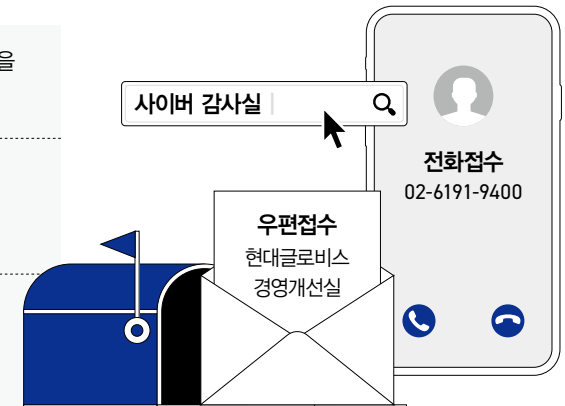 을
사이버 감사실
전화접수
02-6191-9400
우편접수
현대글로비스
경영개선실